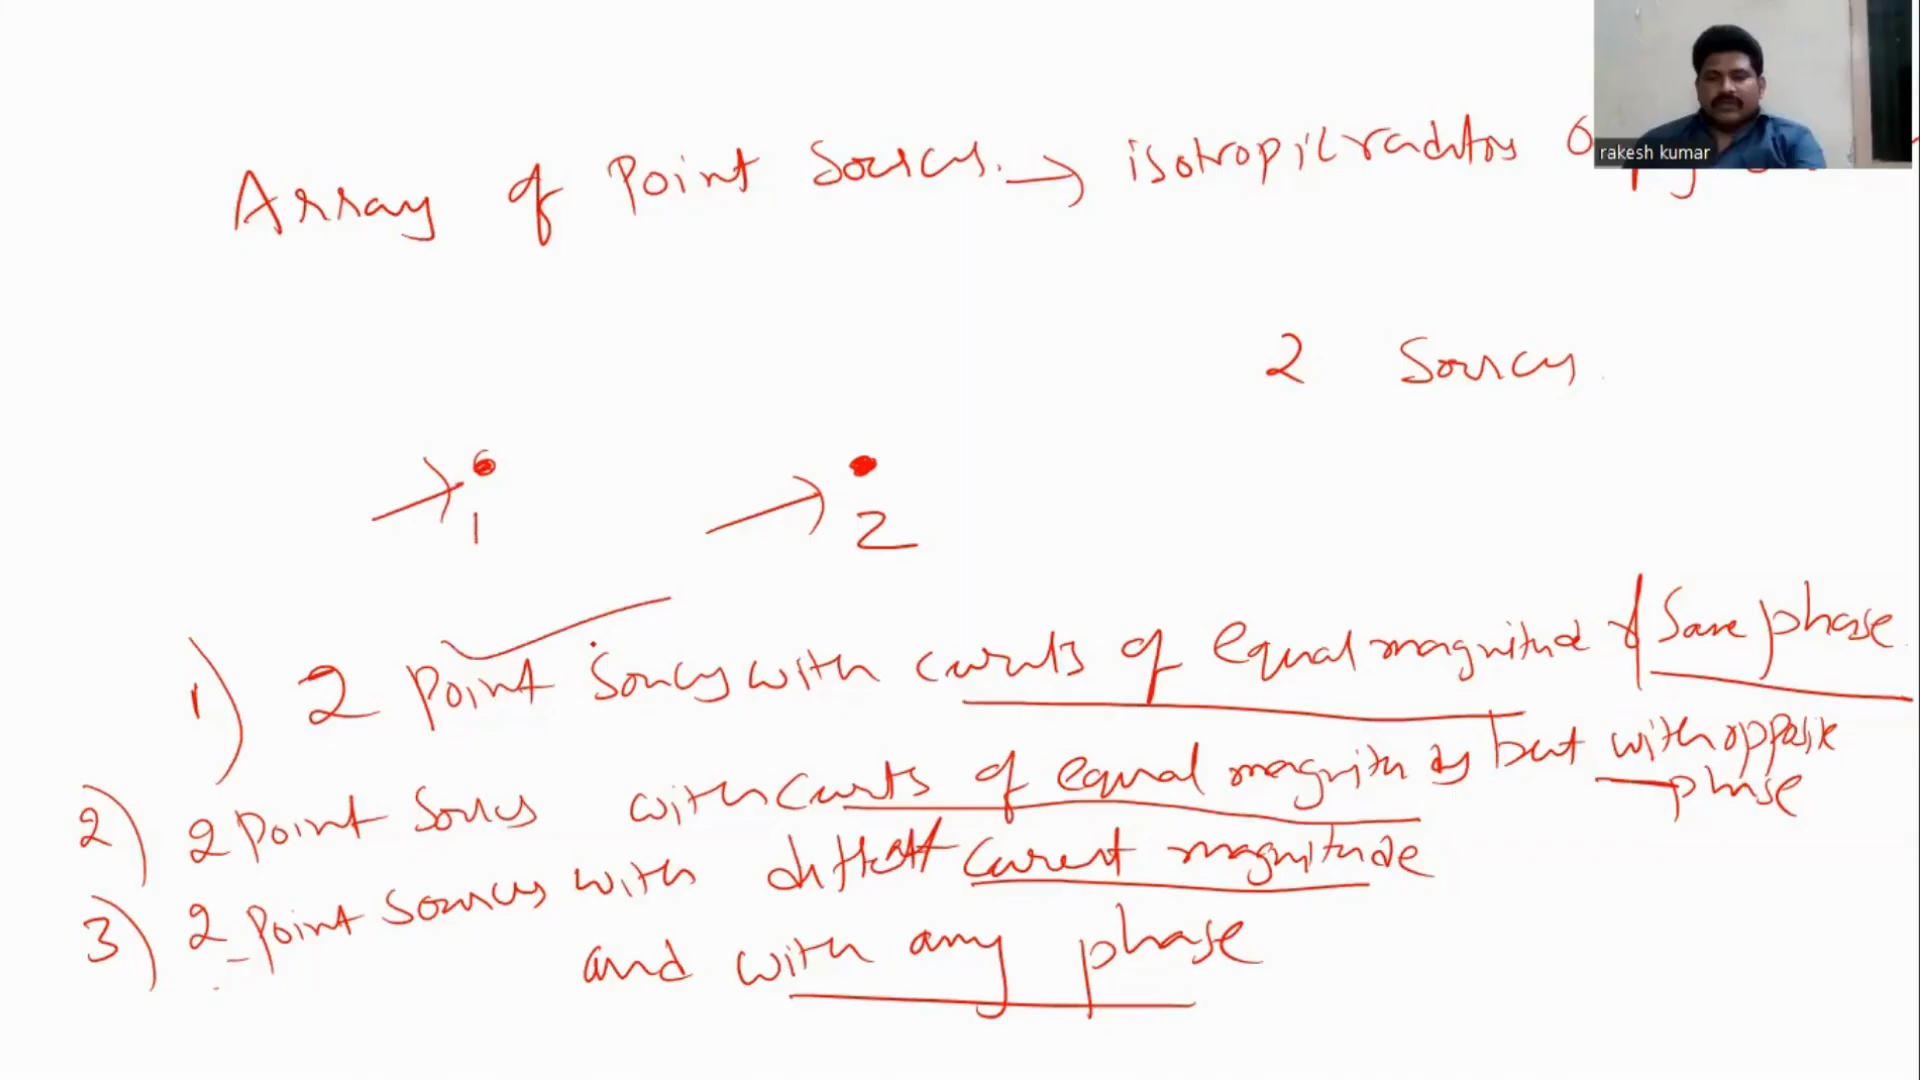 Array of Point Sources. → isotropic radiators
rakesh kumar
2 Sources
1 2
1) 2 Point Sources with currents of equal magnitude & Same phase
2) 2 Point Sources with currents of equal magnitudes but with opposite
phase
3) 2 Point Sources with different current magnitude
and with any phase